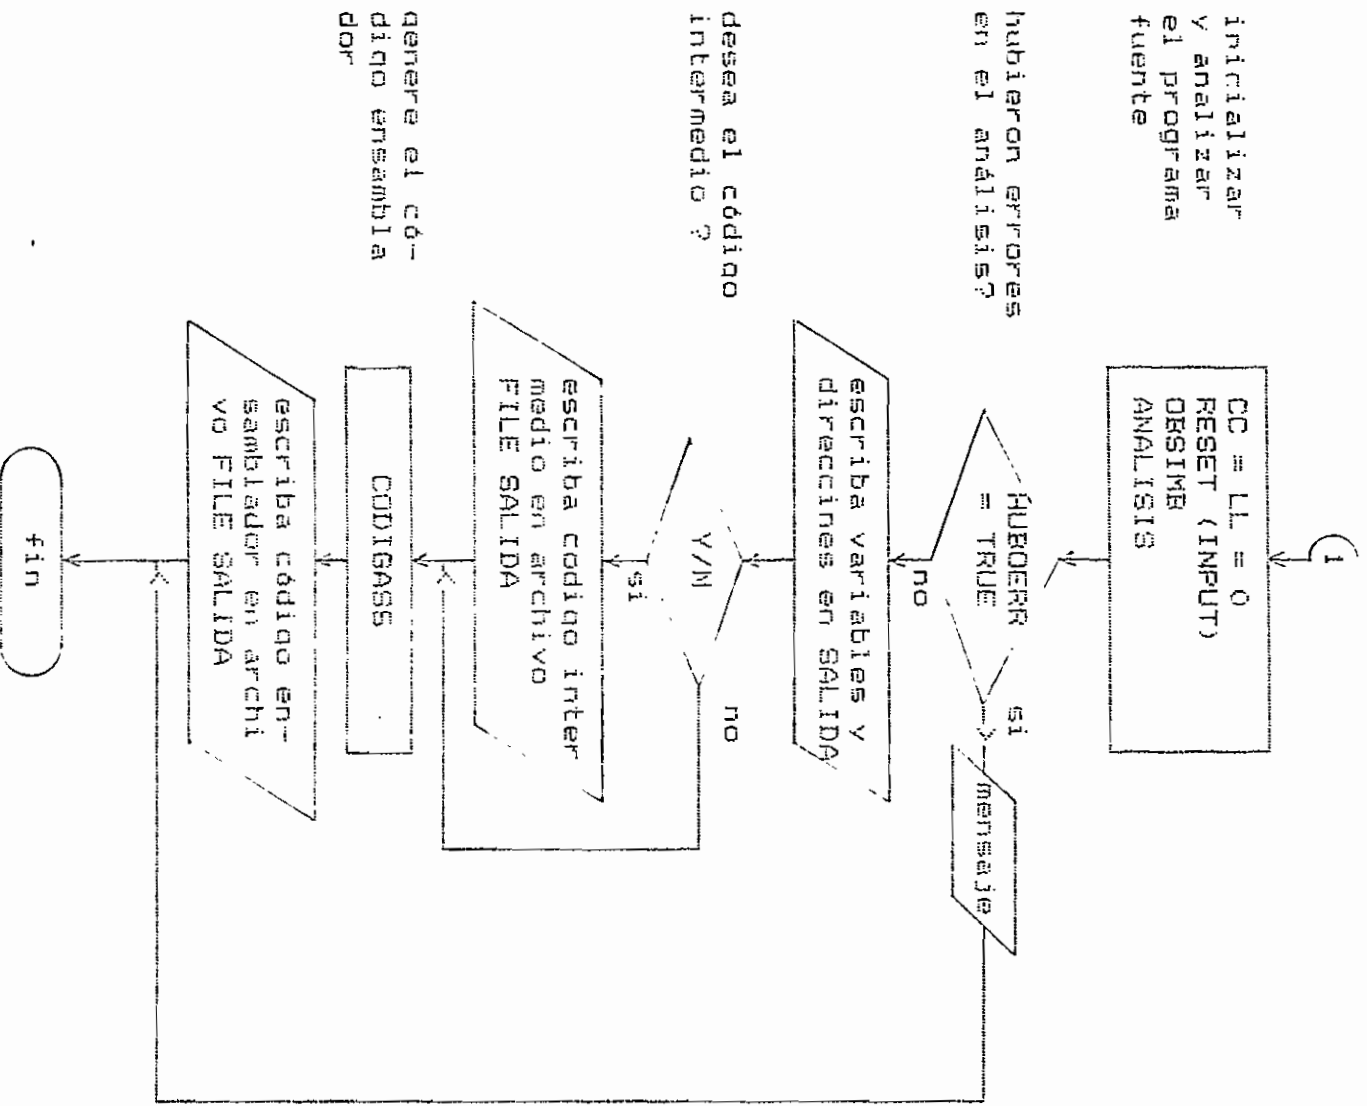 1
inicializar
y analizar
el programa
fuente
CC = LL = 0
RESET (INPUT)
OBSIMB
ANALISIS
hubieron errores
en el análisis?
HUBOERR
= TRUE
si
mensaje
no
escriba variables y
direccines en SALIDA
desea el código
intermedio ?
Y/N
no
si
escriba codigo inter
medio en archivo
FILE SALIDA
genere el có-
digo ensambla
dor
CODIGASS
escriba código en-
samblador en archi
vo FILE SALIDA
fin